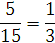 5/15 = 1/3